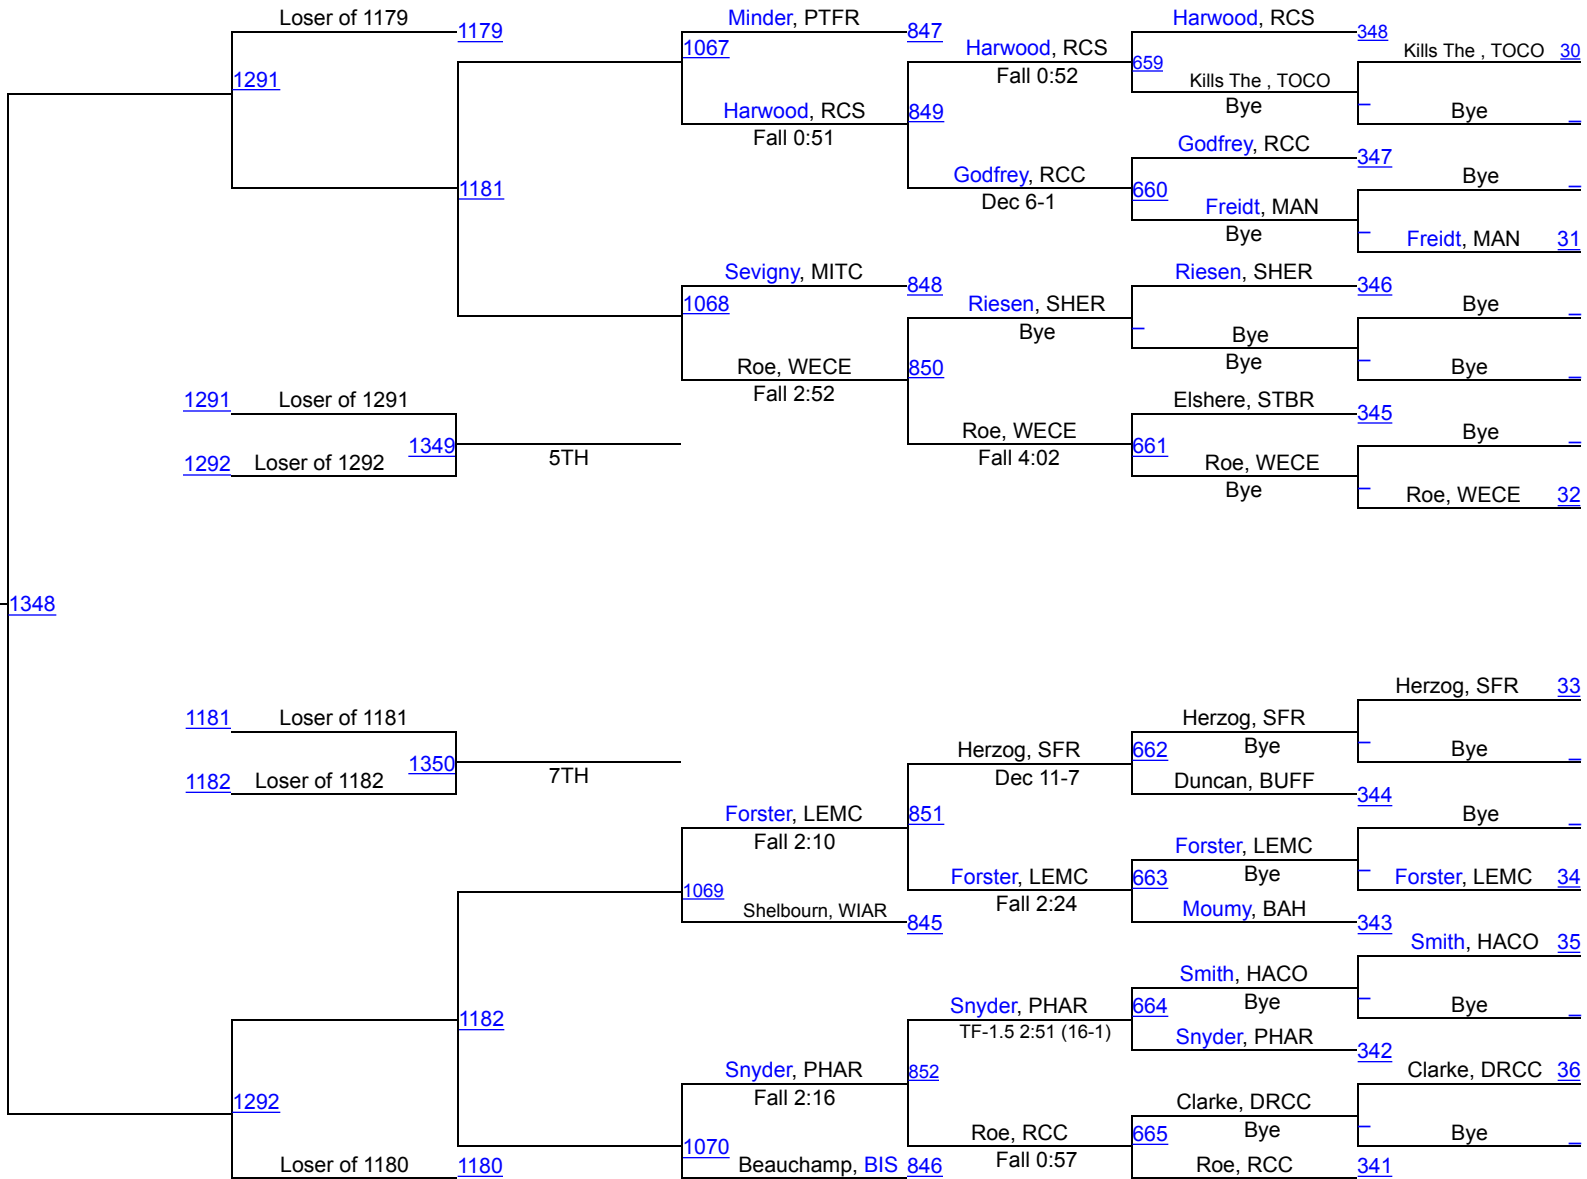 Loser of 1179 1179
1291
1181
1067
Minder, PTFR 847
Harwood, RCS
Fall 0:51
849
Harwood, RCS
Fall 0:52
659
Harwood, RCS 348
Kills The , TOCO
Bye
Kills The , TOCO 30
Bye
Godfrey, RCC
Dec 6-1
660
Godfrey, RCC 347
Freidt, MAN
Bye
Bye
Freidt, MAN 31
1068
Sevigny, MITC 848
Roe, WECE
Fall 2:52
850
Riesen, SHER
Bye
Riesen, SHER 346
Bye
Bye
Bye
Bye
Roe, WECE
Fall 4:02
661
Elshere, STBR 345
Roe, WECE
Bye
Bye
Roe, WECE 32
1291 Loser of 1291
1349
5TH
1292 Loser of 1292
1348
1181 Loser of 1181
1350
7TH
1182 Loser of 1182
Forster, LEMC
Fall 2:10
851
Herzog, SFR
Dec 11-7
662
Herzog, SFR
Bye
Herzog, SFR 33
Bye
Duncan, BUFF 344
1069
Shelbourn, WIAR 845
Forster, LEMC
Fall 2:24
663
Forster, LEMC
Bye
Bye
Forster, LEMC 34
Moumy, BAH 343
1182
1292
Snyder, PHAR
Fall 2:16
852
Snyder, PHAR
TF-1.5 2:51 (16-1)
664
Smith, HACO
Bye
Smith, HACO 35
Bye
Snyder, PHAR 342
1070
Beauchamp, BIS 846
Roe, RCC
Fall 0:57
665
Clarke, DRCC
Bye
Clarke, DRCC 36
Bye
Roe, RCC 341
Loser of 1180 1180